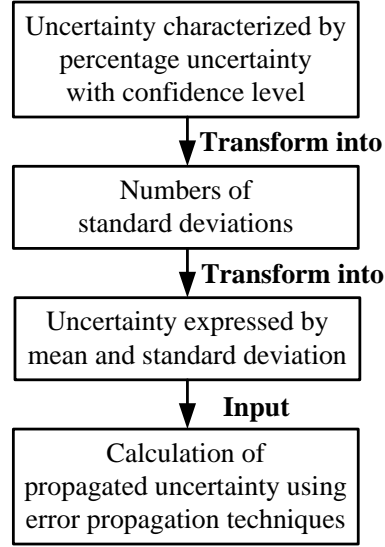 Uncertainty characterized by
percentage uncertainty
with confidence level
Transform into
Numbers of
standard deviations
Transform into
Uncertainty expressed by
mean and standard deviation
Input
Calculation of
propagated uncertainty using
error propagation techniques